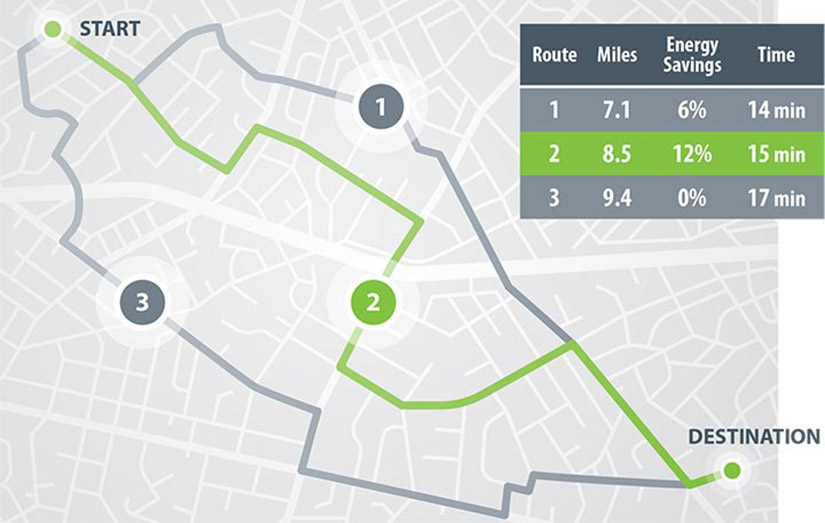 START
1
2
3
DESTINATION
Route Miles Energy Savings Time
1 7.1 6% 14 min
2 8.5 12% 15 min
3 9.4 0% 17 min